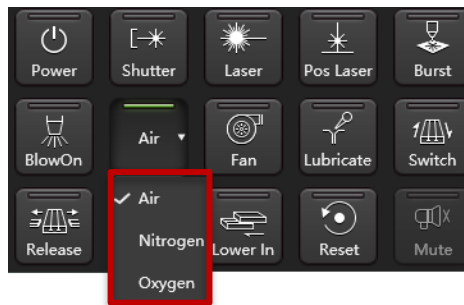 Power
Shutter
Laser
Pos Laser
Burst
BlowOn
Air
Fan
Lubricate
Switch
Release
Air
Nitrogen
Oxygen
Lower In
Reset
Mute